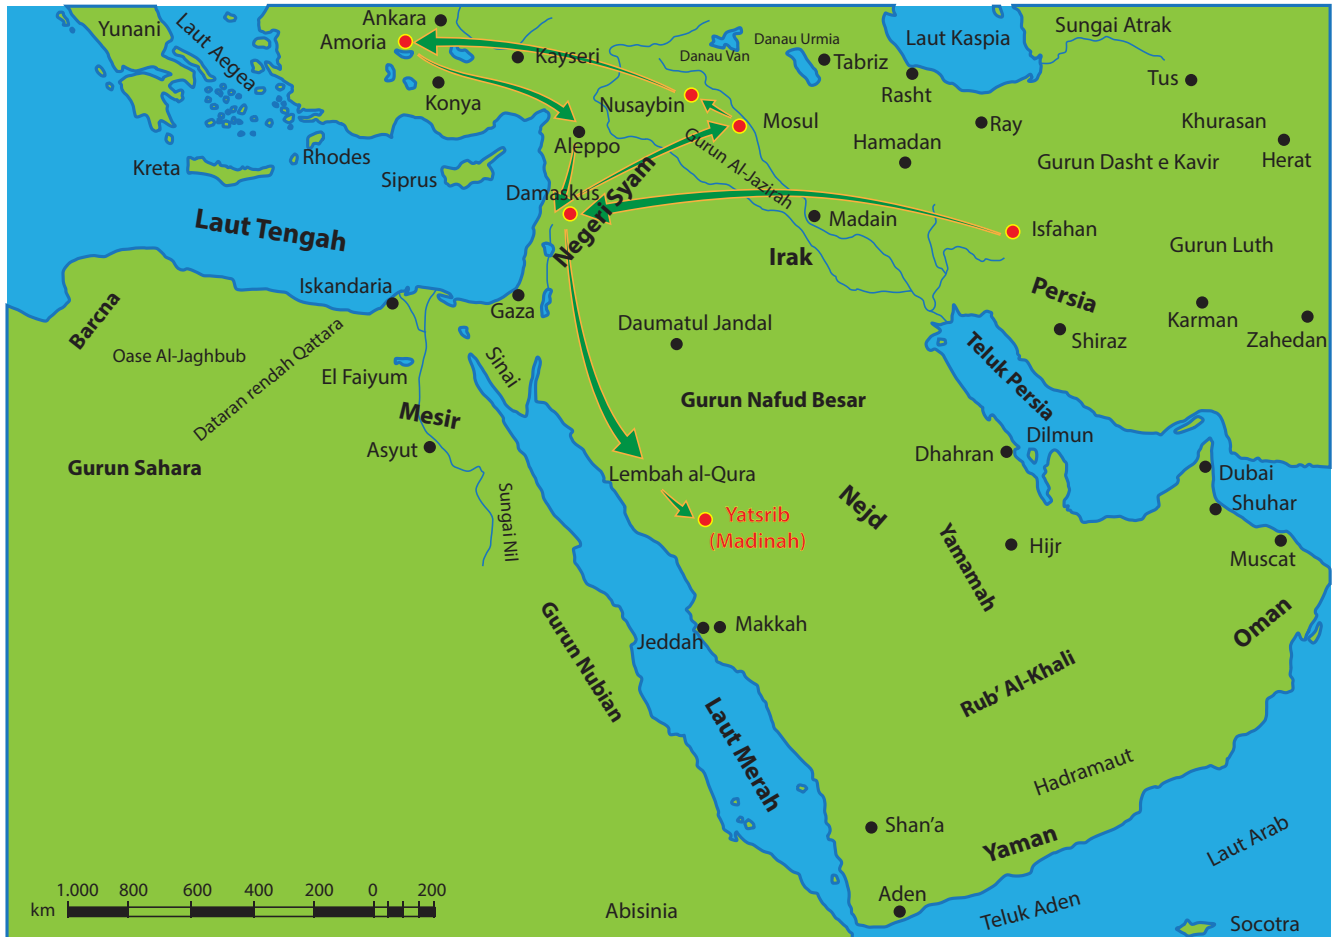 Yunani
Ankara
Amoria
Laut Aegea
Kayseri
Konya
Danau Van
Danau Urmia
Tabriz
Laut Kaspia
Rasht
Sungai Atrak
Tus
Nusaybin
Mosul
Hamadan
Ray
Khurasan
Herat
Gurun Dasht e Kavir
Aleppo
Gurun Al-Jazirah
Kreta
Rhodes
Siprus
Damaskus
Negeri Syam
Madain
Isfahan
Laut Tengah
Irak
Gurun Luth
Persia
Karman
Zahedan
Shiraz
Barcna
Iskandaria
Gaza
Daumatul Jandal
Teluk Persia
Oase Al-Jaghbub
Dataran rendah Qattara
El Faiyum
Sinai
Mesir
Gurun Nafud Besar
Dilmun
Asyut
Dhahran
Dubai
Gurun Sahara
Lembah al-Qura
Sungai Nil
Nejd
Shuhar
Yatsrib
(Madinah)
Yamamah
Hijr
Muscat
Gurun Nubian
Jeddah
Makkah
Oman
Rub' Al-Khali
Laut Merah
Hadramaut
Shan'a
Yaman
Laut Arab
1.000 800 600 400 200 0 200
km
Abisinia
Aden
Teluk Aden
Socotra